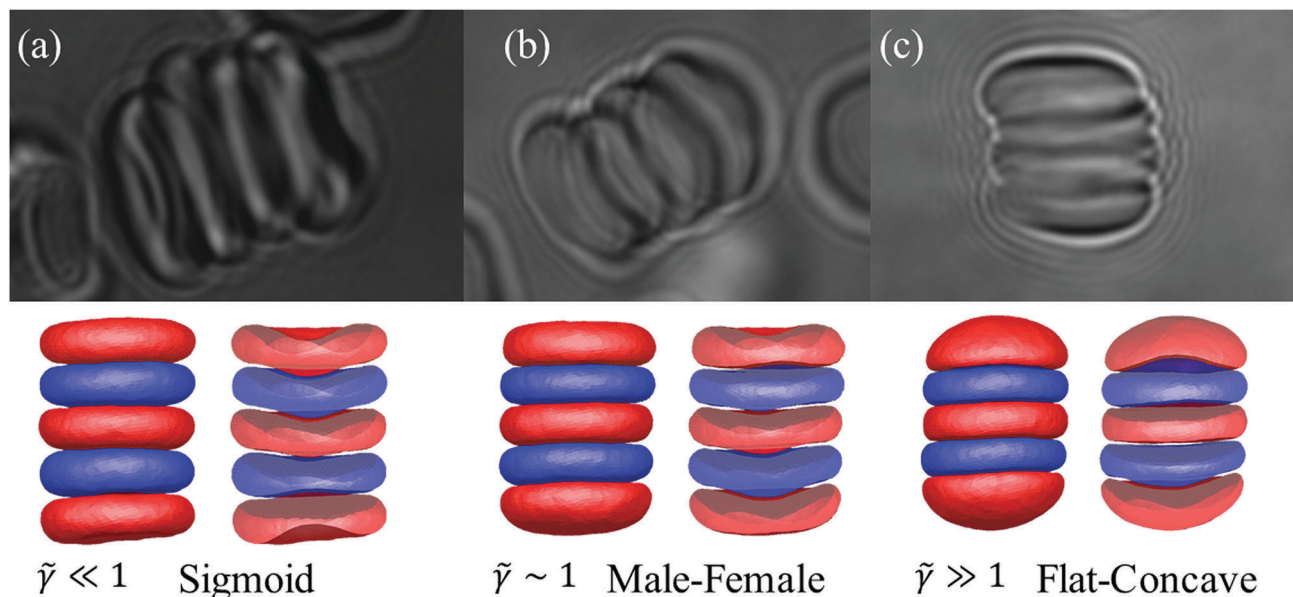 (a) (b) (c)
γ̃ ≪ 1 Sigmoid γ̃ ~ 1 Male-Female γ̃ ≫ 1 Flat-Concave